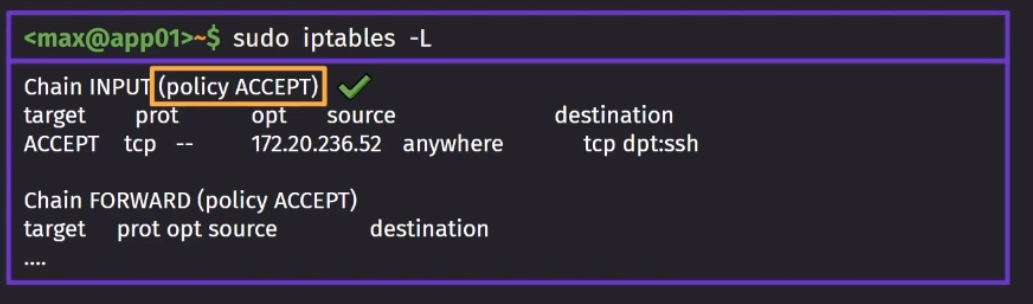 <max@app01>~$ sudo iptables -L
Chain INPUT (policy ACCEPT)
target prot opt source destination
ACCEPT tcp -- 172.20.236.52 anywhere tcp dpt:ssh
Chain FORWARD (policy ACCEPT)
target prot opt source destination
....